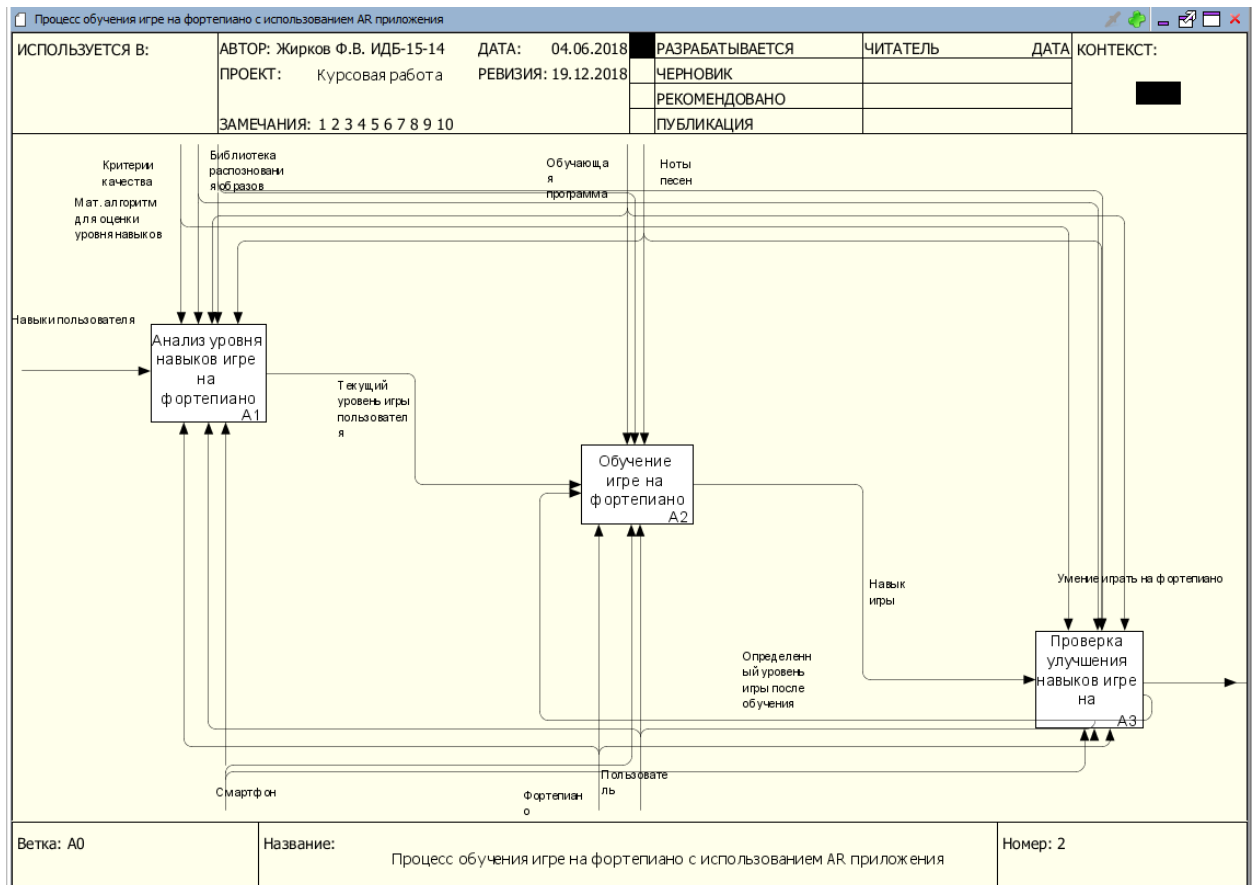 Процесс обучения игре на фортепиано с использованием AR приложения
ИСПОЛЬЗУЕТСЯ В:
АВТОР: Жирков Ф.В. ИДБ-15-14
ДАТА: 04.06.2018
ПРОЕКТ: Курсовая работа
РЕВИЗИЯ: 19.12.2018
ЗАМЕЧАНИЯ: 1 2 3 4 5 6 7 8 9 10
РАЗРАБАТЫВАЕТСЯ
ЧЕРНОВИК
РЕКОМЕНДОВАНО
ПУБЛИКАЦИЯ
ЧИТАТЕЛЬ ДАТА
КОНТЕКСТ:
Критерии
качества
Библиотека
распозновани
я образов
Мат. алгоритм
для оценки
уровня навыков
Обучающа
я
программа
Ноты
песен
Навыки пользователя
Анализ уровня
навыков игре
на
фортепиано
A1
Текущий
уровень игры
пользовател
я
Обучение
игре на
фортепиано
A2
Навык
игры
Умение играть на фортепиано
Проверка
улучшения
навыков игре
на
A3
Определенн
ый уровень
игры после
обучения
Смартфон
Фортепиан
о
Пользовате
ль
Ветка: A0
Название:
Процесс обучения игре на фортепиано с использованием AR приложения
Номер: 2